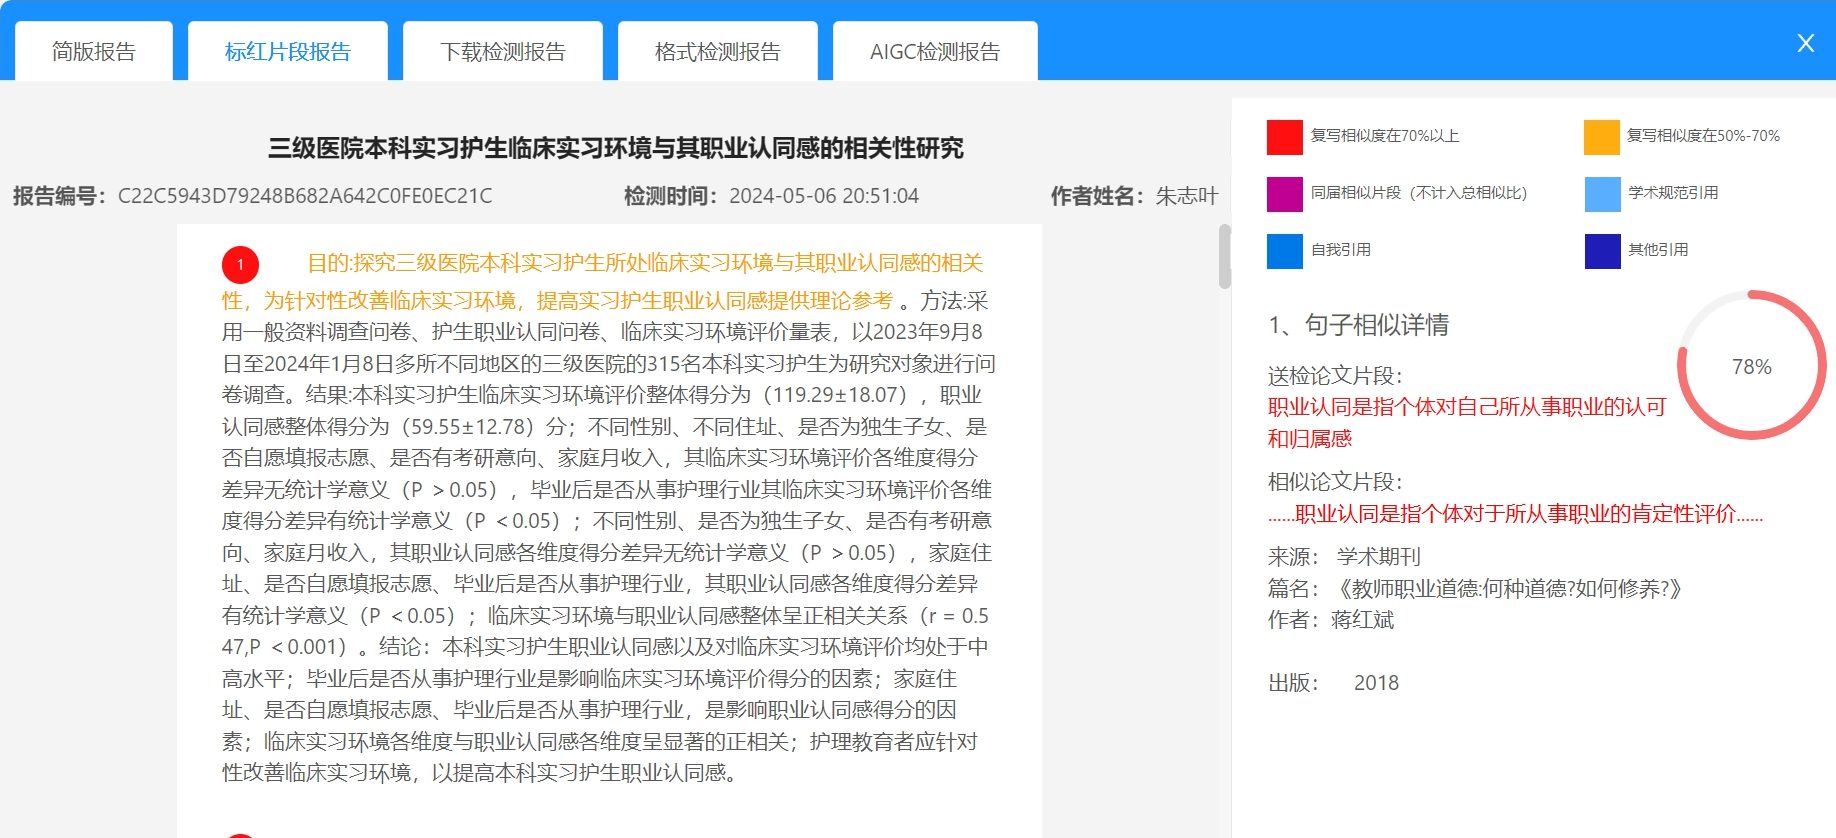 简版报告
标红片段报告
下载检测报告
格式检测报告
AIGC检测报告
X
三级医院本科实习护生临床实习环境与其职业认同感的相关性研究
报告编号：C22C5943D79248B682A642C0FE0EC21C
检测时间：2024-05-06 20:51:04
作者姓名：朱志叶
1
目的:探究三级医院本科实习护生所处临床实习环境与其职业认同感的相关
性，为针对性改善临床实习环境，提高实习护生职业认同感提供理论参考 。方法:采
用一般资料调查问卷、护生职业认同问卷、临床实习环境评价量表，以2023年9月8
日至2024年1月8日多所不同地区的三级医院的315名本科实习护生为研究对象进行问
卷调查。结果:本科实习护生临床实习环境评价整体得分为（119.29±18.07），职业
认同感整体得分为（59.55±12.78）分；不同性别、不同住址、是否为独生子女、是
否自愿填报志愿、是否有考研意向、家庭月收入，其临床实习环境评价各维度得分
差异无统计学意义（P ＞0.05），毕业后是否从事护理行业其临床实习环境评价各维
度得分差异有统计学意义（P ＜0.05）；不同性别、是否为独生子女、是否有考研意
向、家庭月收入，其职业认同感各维度得分差异无统计学意义（P ＞0.05），家庭住
址、是否自愿填报志愿、毕业后是否从事护理行业，其职业认同感各维度得分差异
有统计学意义（P ＜0.05）；临床实习环境与职业认同感整体呈正相关关系（r = 0.5
47,P ＜0.001）。结论：本科实习护生职业认同感以及对临床实习环境评价均处于中
高水平；毕业后是否从事护理行业是影响临床实习环境评价得分的因素；家庭住
址、是否自愿填报志愿、毕业后是否从事护理行业，是影响职业认同感得分的因
素；临床实习环境各维度与职业认同感各维度呈显著的正相关；护理教育者应针对
性改善临床实习环境，以提高本科实习护生职业认同感。
复写相似度在70%以上
复写相似度在50%-70%
同届相似片段（不计入总相似比）
学术规范引用
自我引用
其他引用
1、句子相似详情
78%
送检论文片段：
职业认同是指个体对自己所从事职业的认可
和归属感
相似论文片段：
......职业认同是指个体对于所从事职业的肯定性评价......
来源： 学术期刊
篇名：《教师职业道德:何种道德?如何修养?》
作者：蒋红斌
出版： 2018